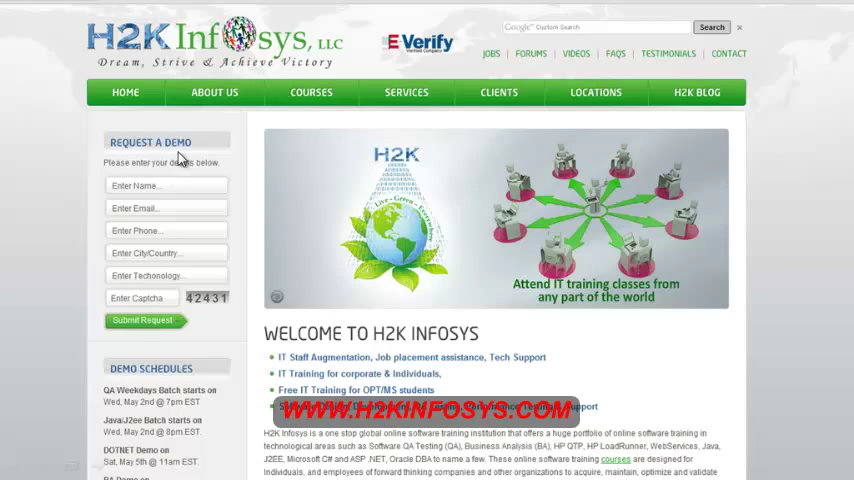 H2K Infosys, LLC
Dream, Strive & Achieve Victory
E Verify
Google™ Custom Search
Search
×
JOBS | FORUMS | VIDEOS | FAQS | TESTIMONIALS | CONTACT
HOME
ABOUT US
COURSES
SERVICES
CLIENTS
LOCATIONS
H2K BLOG
REQUEST A DEMO
Please enter your details below.
Enter Name...
Enter Email...
Enter Phone...
Enter City/Country...
Enter Techonology...
Enter Captcha
42431
Submit Request
DEMO SCHEDULES
QA Weekdays Batch starts on
Wed, May 2nd @ 7pm EST
Java/J2ee Batch starts on
Wed, May 2nd @ 8pm EST.
DOTNET Demo on
Sat, May 5th @ 11am EST.
BA Demo on
H2K
Live - Green - Everywhere
Attend IT training classes from
any part of the world
WELCOME TO H2K INFOSYS
IT Staff Augmentation, Job placement assistance, Tech Support
IT Training for corporate & Individuals,
Free IT Training for OPT/MS students
WWW.H2KINFOSYS.COM
H2K Infosys is a one stop global online software training institution that offers a huge portfolio of online software training in
technological areas such as Software QA Testing (QA), Business Analysis (BA), HP QTP, HP LoadRunner, WebServices, Java,
J2EE, Microsoft C# and ASP .NET, Oracle DBA to name a few. These online software training courses are designed for
Individuals, and employees of forward thinking companies and other organizations to acquire, maintain, optimize and validate